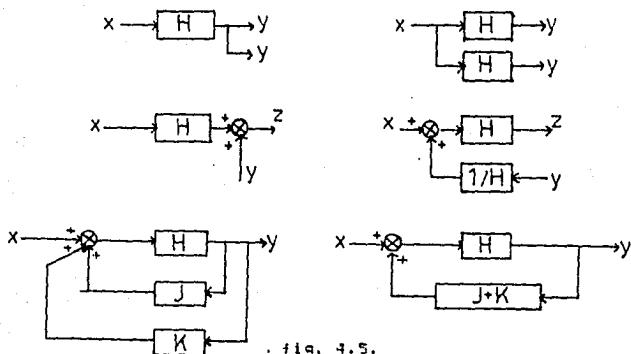 x H y
y
x H y
H y
x + H z
+ y
x H + z
+
y
1/H y
x + H y
+ +
J
K
x + H y
+
J+K
fig. 4.5.